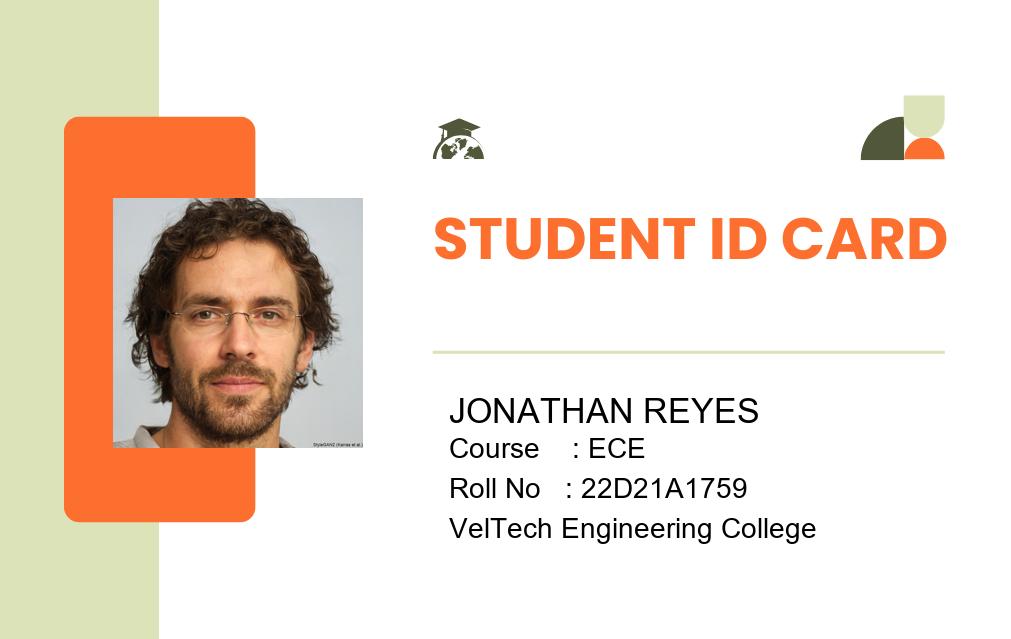 STUDENT ID CARD
JONATHAN REYES
Course : ECE
Roll No : 22D21A1759
VelTech Engineering College
StyleGAN2 (Karras et al.)